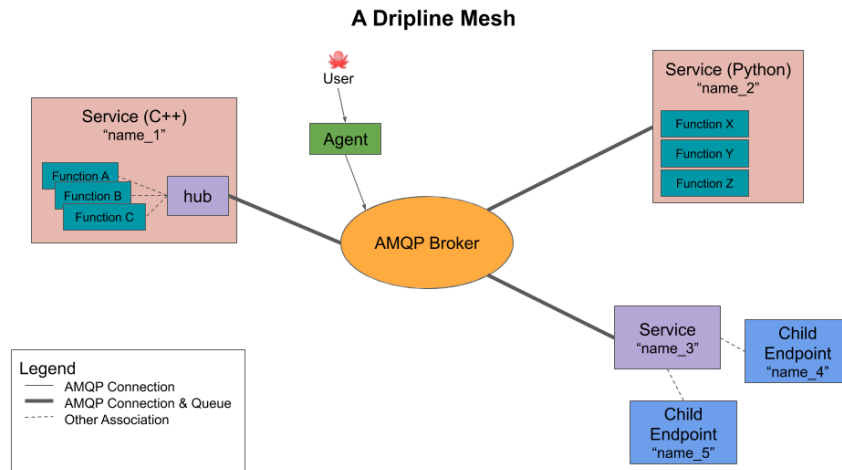 A Dripline Mesh
User
Agent
Service (C++)
“name_1”
Function A
Function B
Function C
hub
AMQP Broker
Service (Python)
“name_2”
Function X
Function Y
Function Z
Service
“name_3”
Child
Endpoint
“name_4”
Child
Endpoint
“name_5”
Legend
AMQP Connection
AMQP Connection & Queue
Other Association